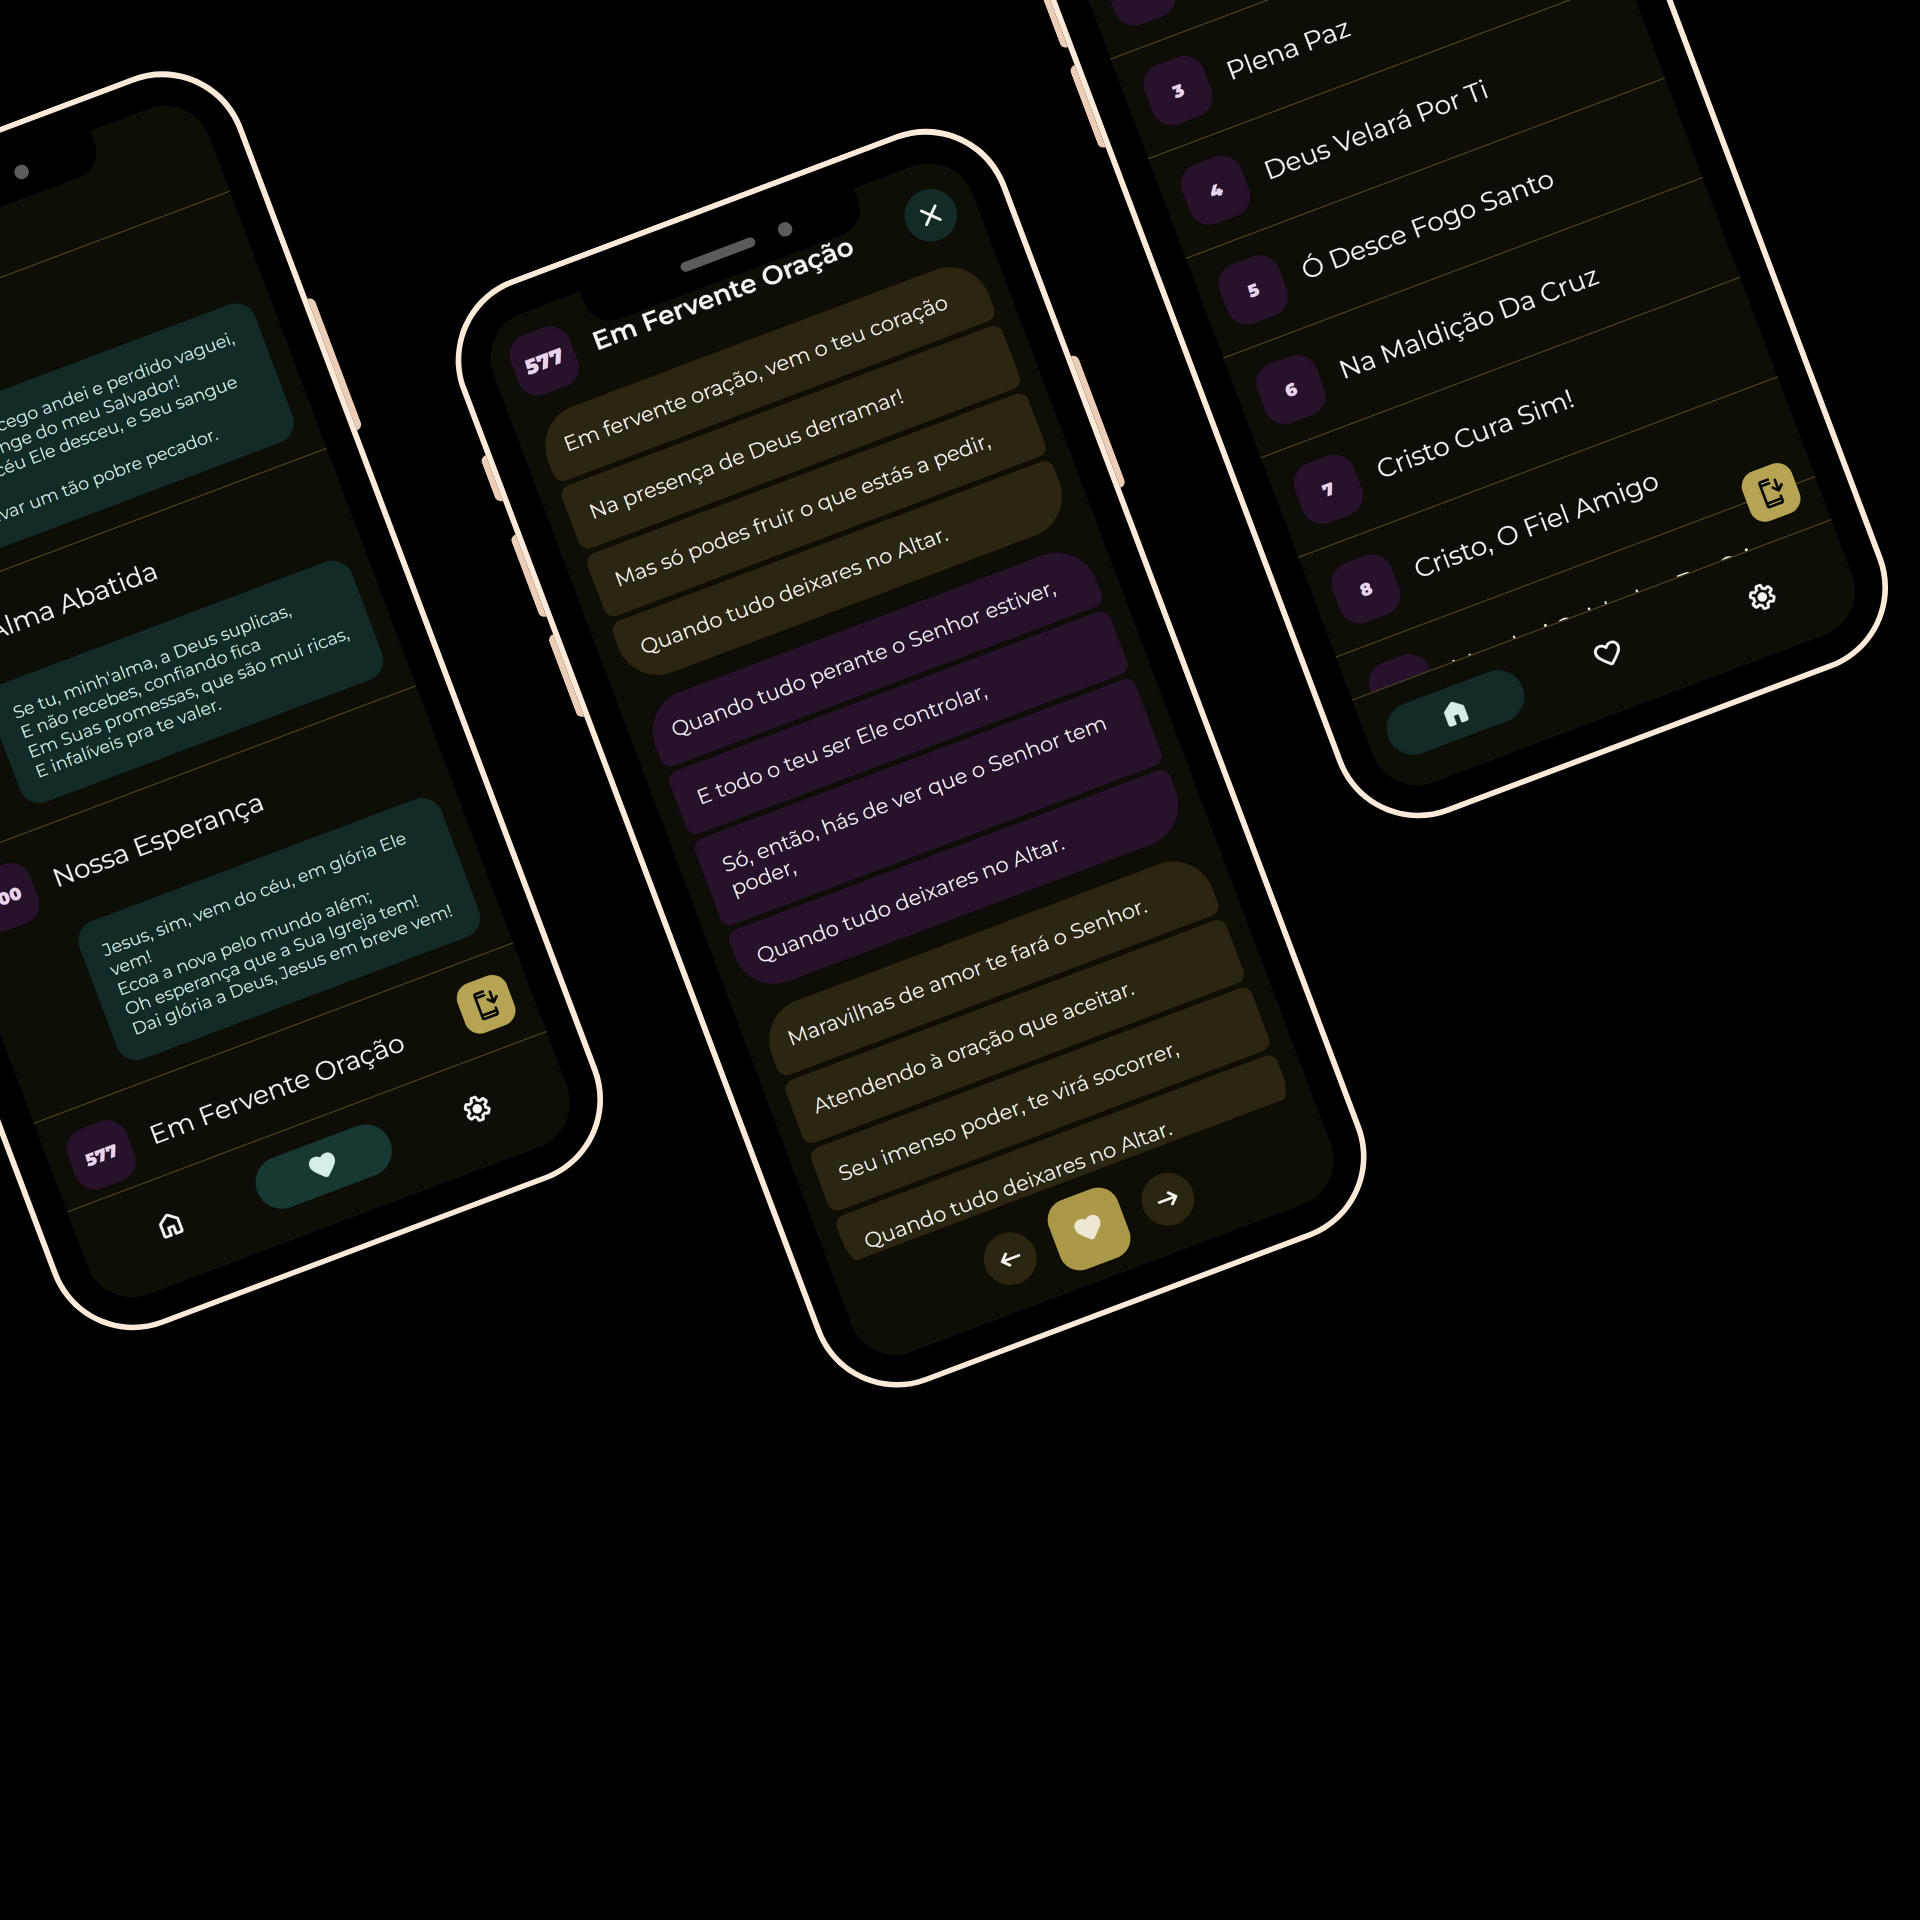 cego andei e perdido vaguei,
nge do meu Salvador!
céu Ele desceu, e Seu sangue
var um tão pobre pecador.
Alma Abatida
Se tu, minh'alma, a Deus suplicas,
E não recebes, confiando fica
Em Suas promessas, que são mui ricas,
E infalíveis pra te valer.
00
Nossa Esperança
Jesus, sim, vem do céu, em glória Ele
vem!
Ecoa a nova pelo mundo além;
Oh esperança que a Sua Igreja tem!
Dai glória a Deus, Jesus em breve vem!
577
Em Fervente Oração
577
Em Fervente Oração
Em fervente oração, vem o teu coração
Na presença de Deus derramar!
Mas só podes fruir o que estás a pedir,
Quando tudo deixares no Altar.
Quando tudo perante o Senhor estiver,
E todo o teu ser Ele controlar,
Só, então, hás de ver que o Senhor tem
poder,
Quando tudo deixares no Altar.
Maravilhas de amor te fará o Senhor.
Atendendo à oração que aceitar.
Seu imenso poder, te virá socorrer,
Quando tudo deixares no Altar.
3
Plena Paz
4
Deus Velará Por Ti
5
Ó Desce Fogo Santo
6
Na Maldição Da Cruz
7
Cristo Cura Sim!
8
Cristo, O Fiel Amigo